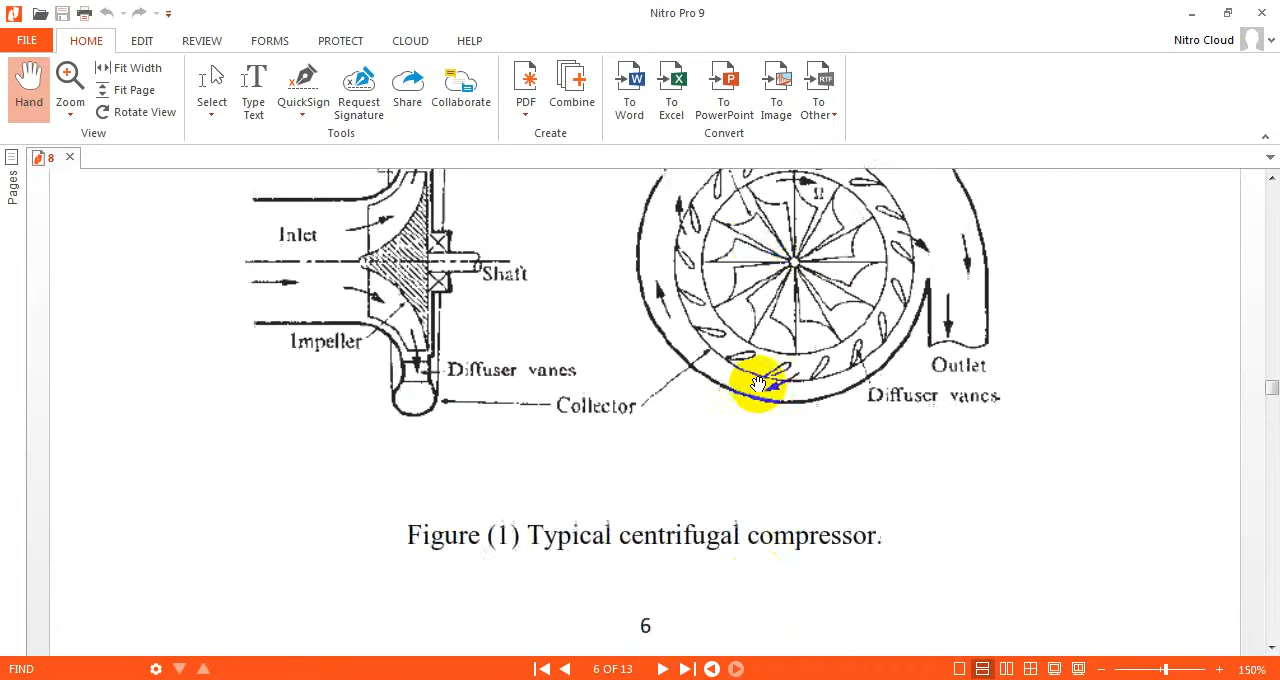 Nitro Pro 9
FILE HOME EDIT REVIEW FORMS PROTECT CLOUD HELP
Nitro Cloud
Hand
Zoom
Fit Width
Fit Page
Rotate View
View
Select
Type Text
QuickSign
Request Signature
Share
Collaborate
Tools
PDF
Combine
Create
To Word
To Excel
To PowerPoint
To Image
To Other
Convert
8
Pages
Inlet
Shaft
Impeller
Diffuser vanes
Collector
Ω
Outlet
Diffuser vanes
Figure (1) Typical centrifugal compressor.
6
FIND
6 OF 13
150%